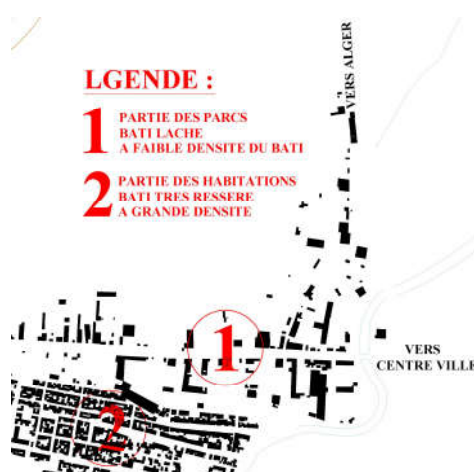 VERS ALGER
LGENDE :
1 PARTIE DES PARCS
BATI LACHE
A FAIBLE DENSITE DU BATI
2 PARTIE DES HABITATIONS
BATI TRES RESSERE
A GRANDE DENSITE
1
VERS
CENTRE VILLE
2